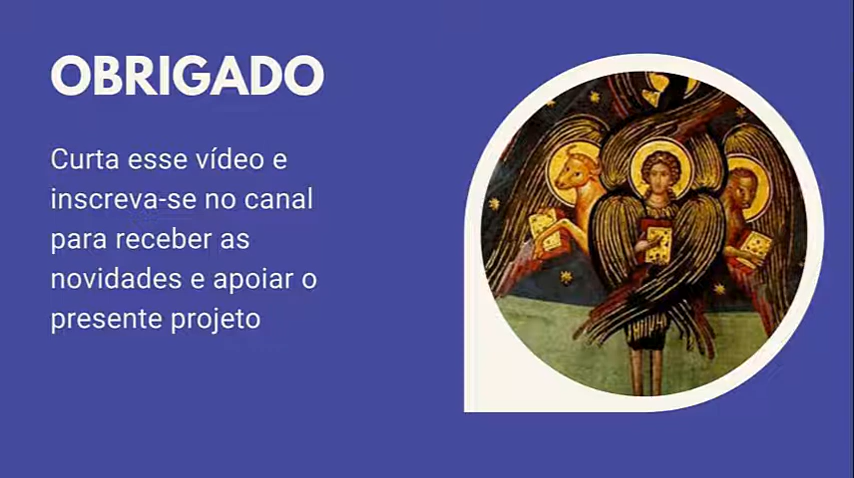 OBRIGADO
Curta esse vídeo e
inscreva-se no canal
para receber as
novidades e apoiar o
presente projeto